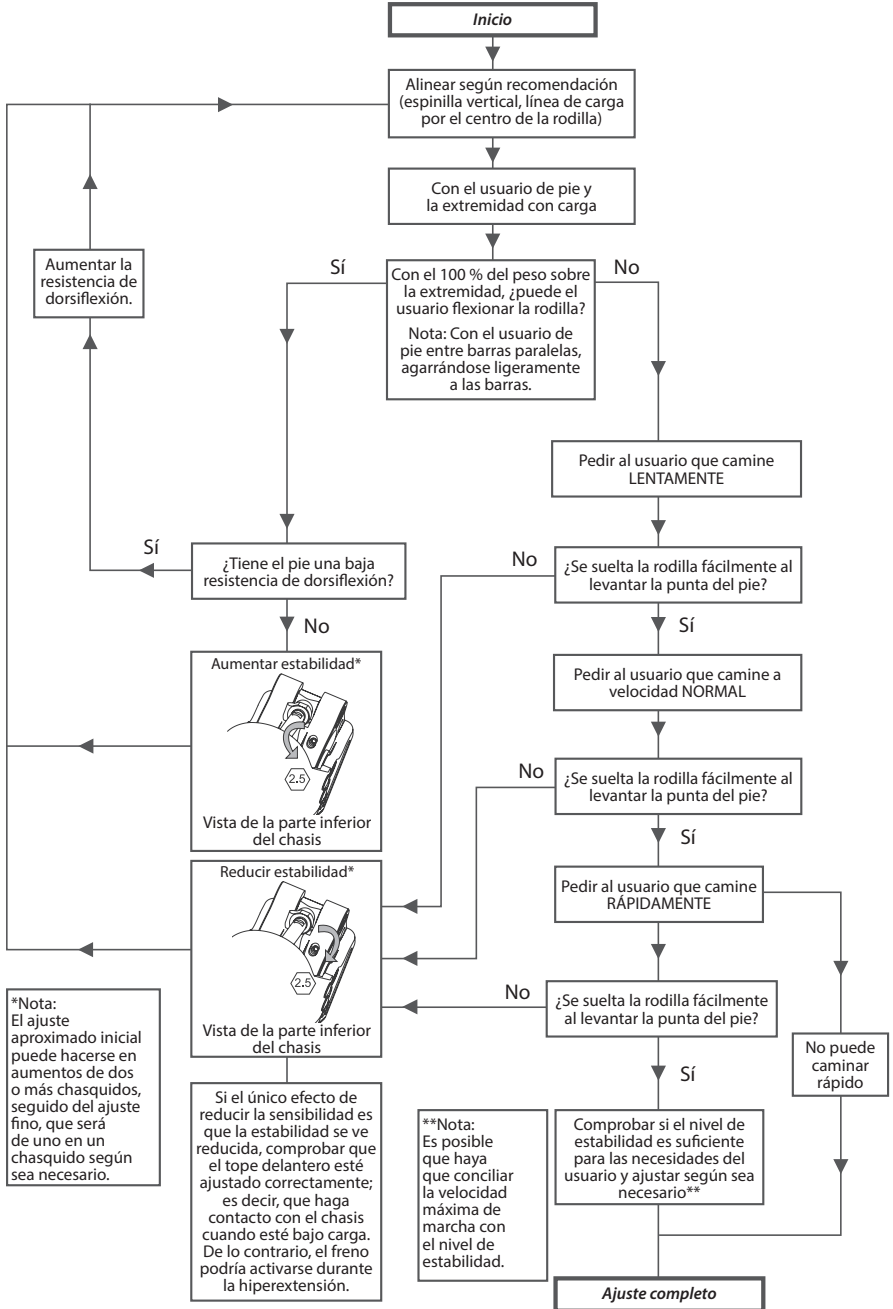 Inicio
Alinear según recomendación
(espinilla vertical, línea de carga
por el centro de la rodilla)
Con el usuario de pie y
la extremidad con carga
Aumentar la
resistencia de
dorsiflexión.
Sí
Con el 100 % del peso sobre
la extremidad, ¿puede el
usuario flexionar la rodilla?
Nota: Con el usuario de
pie entre barras paralelas,
agarrándose ligeramente
a las barras.
No
Pedir al usuario que camine
LENTAMENTE
Sí
¿Tiene el pie una baja
resistencia de dorsiflexión?
No
No
¿Se suelta la rodilla fácilmente al
levantar la punta del pie?
Sí
Aumentar estabilidad*
2.5
Vista de la parte inferior
del chasis
Pedir al usuario que camine a
velocidad NORMAL
No
¿Se suelta la rodilla fácilmente al
levantar la punta del pie?
Sí
Reducir estabilidad*
2.5
Vista de la parte inferior
del chasis
Pedir al usuario que camine
RÁPIDAMENTE
No
¿Se suelta la rodilla fácilmente
al levantar la punta del pie?
Sí
No puede
caminar
rápido
*Nota:
El ajuste
aproximado inicial
puede hacerse en
aumentos de dos
o más chasquidos,
seguido del ajuste
fino, que será
de uno en un
chasquido según
sea necesario.
Si el único efecto de
reducir la sensibilidad es
que la estabilidad se ve
reducida, comprobar que
el tope delantero esté
ajustado correctamente;
es decir, que haga
contacto con el chasis
cuando esté bajo carga.
De lo contrario, el freno
podría activarse durante
la hiperextensión.
**Nota:
Es posible
que haya
que conciliar
la velocidad
máxima de
marcha con
el nivel de
estabilidad.
Comprobar si el nivel de
estabilidad es suficiente
para las necesidades del
usuario y ajustar según sea
necesario**
Ajuste completo